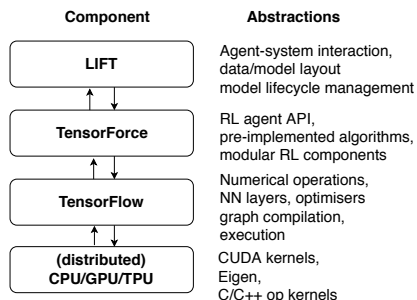 Component
Abstractions
LIFT
Agent-system interaction,
data/model layout
model lifecycle management
TensorForce
RL agent API,
pre-implemented algorithms,
modular RL components
TensorFlow
Numerical operations,
NN layers, optimisers
graph compilation,
execution
(distributed)
CPU/GPU/TPU
CUDA kernels,
Eigen,
C/C++ op kernels